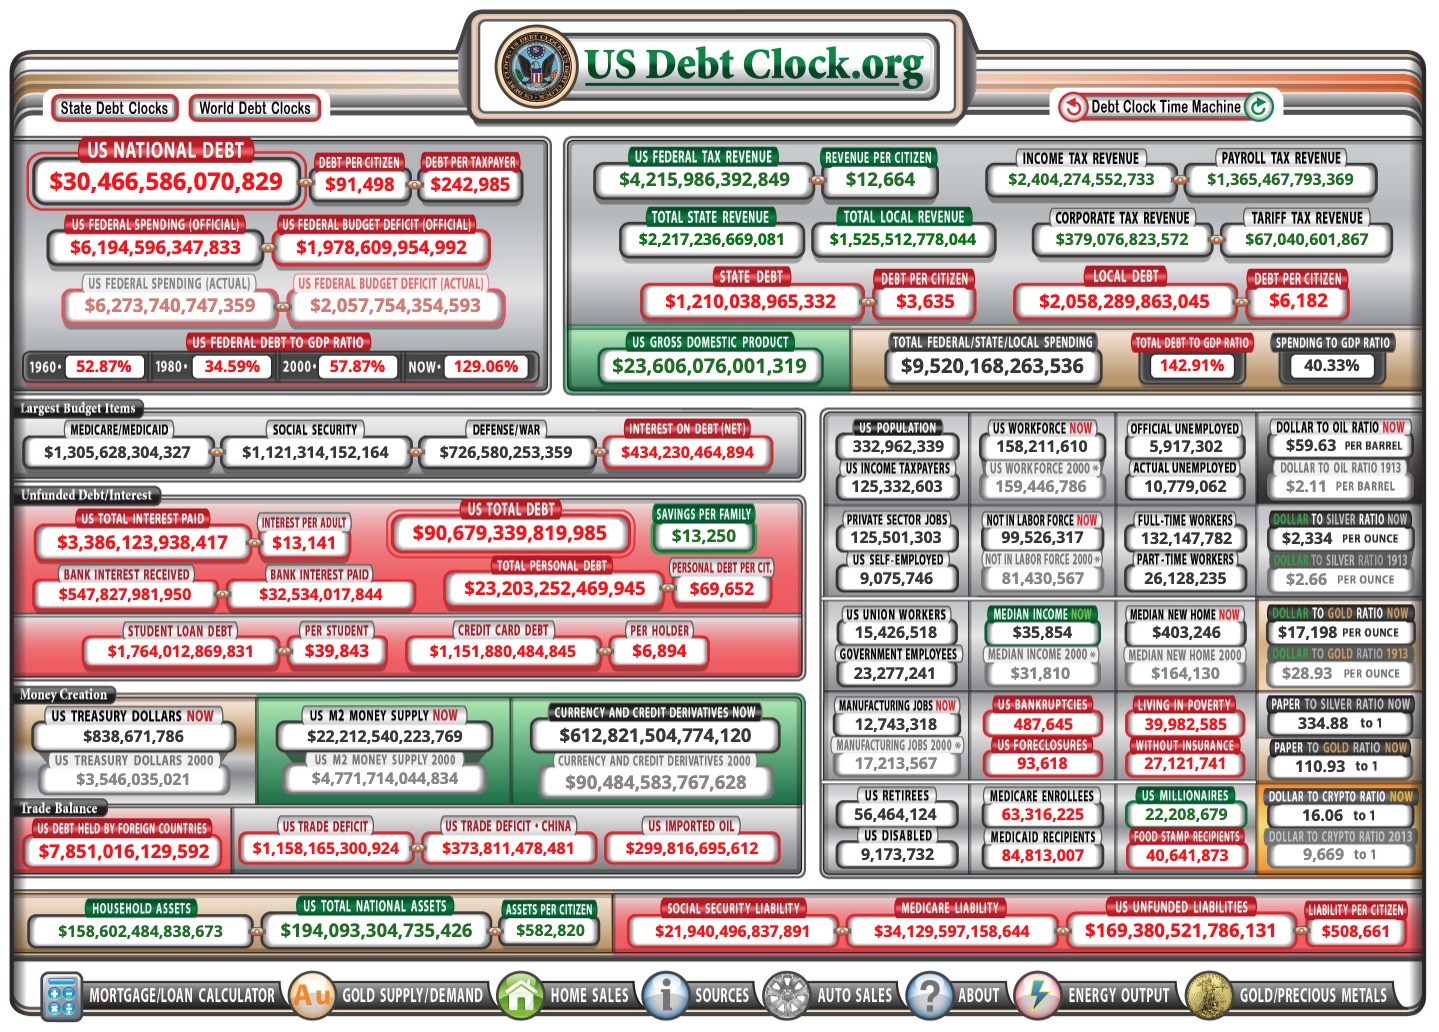 US Debt Clock.org
State Debt Clocks
World Debt Clocks
Debt Clock Time Machine
US NATIONAL DEBT
$30,466,586,070,829
DEBT PER CITIZEN
$91,498
DEBT PER TAXPAYER
$242,985
US FEDERAL SPENDING (OFFICIAL)
$6,194,596,347,833
US FEDERAL BUDGET DEFICIT (OFFICIAL)
$1,978,609,954,992
US FEDERAL SPENDING (ACTUAL)
$6,273,740,747,359
US FEDERAL BUDGET DEFICIT (ACTUAL)
$2,057,754,354,593
US FEDERAL DEBT TO GDP RATIO
1960• 52.87% 1980• 34.59% 2000• 57.87% NOW• 129.06%
US FEDERAL TAX REVENUE
$4,215,986,392,849
REVENUE PER CITIZEN
$12,664
INCOME TAX REVENUE
$2,404,274,552,733
PAYROLL TAX REVENUE
$1,365,467,793,369
TOTAL STATE REVENUE
$2,217,236,669,081
TOTAL LOCAL REVENUE
$1,525,512,778,044
CORPORATE TAX REVENUE
$379,076,823,572
TARIFF TAX REVENUE
$67,040,601,867
STATE DEBT
$1,210,038,965,332
DEBT PER CITIZEN
$3,635
LOCAL DEBT
$2,058,289,863,045
DEBT PER CITIZEN
$6,182
US GROSS DOMESTIC PRODUCT
$23,606,076,001,319
TOTAL FEDERAL/STATE/LOCAL SPENDING
$9,520,168,263,536
TOTAL DEBT TO GDP RATIO
142.91%
SPENDING TO GDP RATIO
40.33%
Largest Budget Items
MEDICARE/MEDICAID
$1,305,628,304,327
SOCIAL SECURITY
$1,121,314,152,164
DEFENSE/WAR
$726,580,253,359
INTEREST ON DEBT (NET)
$434,230,464,894
Unfunded Debt/Interest
US TOTAL INTEREST PAID
$3,386,123,938,417
INTEREST PER ADULT
$13,141
US TOTAL DEBT
$90,679,339,819,985
SAVINGS PER FAMILY
$13,250
BANK INTEREST RECEIVED
$547,827,981,950
BANK INTEREST PAID
$32,534,017,844
TOTAL PERSONAL DEBT
$23,203,252,469,945
PERSONAL DEBT PER CIT.
$69,652
STUDENT LOAN DEBT
$1,764,012,869,831
PER STUDENT
$39,843
CREDIT CARD DEBT
$1,151,880,484,845
PER HOLDER
$6,894
Money Creation
US TREASURY DOLLARS NOW
$838,671,786
US TREASURY DOLLARS 2000
$3,546,035,021
US M2 MONEY SUPPLY NOW
$22,212,540,223,769
US M2 MONEY SUPPLY 2000
$4,771,714,044,834
CURRENCY AND CREDIT DERIVATIVES NOW
$612,821,504,774,120
CURRENCY AND CREDIT DERIVATIVES 2000
$90,484,583,767,628
Trade Balance
US DEBT HELD BY FOREIGN COUNTRIES
$7,851,016,129,592
US TRADE DEFICIT
$1,158,165,300,924
US TRADE DEFICIT • CHINA
$373,811,478,481
US IMPORTED OIL
$299,816,695,612
US POPULATION
332,962,339
US INCOME TAXPAYERS
125,332,603
US WORKFORCE NOW
158,211,610
US WORKFORCE 2000 *
159,446,786
OFFICIAL UNEMPLOYED
5,917,302
ACTUAL UNEMPLOYED
10,779,062
DOLLAR TO OIL RATIO NOW
$59.63 PER BARREL
DOLLAR TO OIL RATIO 1913
$2.11 PER BARREL
PRIVATE SECTOR JOBS
125,501,303
US SELF-EMPLOYED
9,075,746
NOT IN LABOR FORCE NOW
99,526,317
NOT IN LABOR FORCE 2000 *
81,430,567
FULL-TIME WORKERS
132,147,782
PART-TIME WORKERS
26,128,235
DOLLAR TO SILVER RATIO NOW
$2,334 PER OUNCE
DOLLAR TO SILVER RATIO 1913
$2.66 PER OUNCE
US UNION WORKERS
15,426,518
GOVERNMENT EMPLOYEES
23,277,241
MEDIAN INCOME NOW
$35,854
MEDIAN INCOME 2000 *
$31,810
MEDIAN NEW HOME NOW
$403,246
MEDIAN NEW HOME 2000
$164,130
DOLLAR TO GOLD RATIO NOW
$17,198 PER OUNCE
DOLLAR TO GOLD RATIO 1913
$28.93 PER OUNCE
MANUFACTURING JOBS NOW
12,743,318
MANUFACTURING JOBS 2000 *
17,213,567
US BANKRUPTCIES
487,645
US FORECLOSURES
93,618
LIVING IN POVERTY
39,982,585
WITHOUT INSURANCE
27,121,741
PAPER TO SILVER RATIO NOW
334.88 to 1
PAPER TO GOLD RATIO NOW
110.93 to 1
US RETIREES
56,464,124
US DISABLED
9,173,732
MEDICARE ENROLLEES
63,316,225
MEDICAID RECIPIENTS
84,813,007
US MILLIONAIRES
22,208,679
FOOD STAMP RECIPIENTS
40,641,873
DOLLAR TO CRYPTO RATIO NOW
16.06 to 1
DOLLAR TO CRYPTO RATIO 2013
9,669 to 1
HOUSEHOLD ASSETS
$158,602,484,838,673
US TOTAL NATIONAL ASSETS
$194,093,304,735,426
ASSETS PER CITIZEN
$582,820
SOCIAL SECURITY LIABILITY
$21,940,496,837,891
MEDICARE LIABILITY
$34,129,597,158,644
US UNFUNDED LIABILITIES
$169,380,521,786,131
LIABILITY PER CITIZEN
$508,661
MORTGAGE/LOAN CALCULATOR
Au
GOLD SUPPLY/DEMAND
HOME SALES
i
SOURCES
AUTO SALES
?
ABOUT
ENERGY OUTPUT
GOLD/PRECIOUS METALS